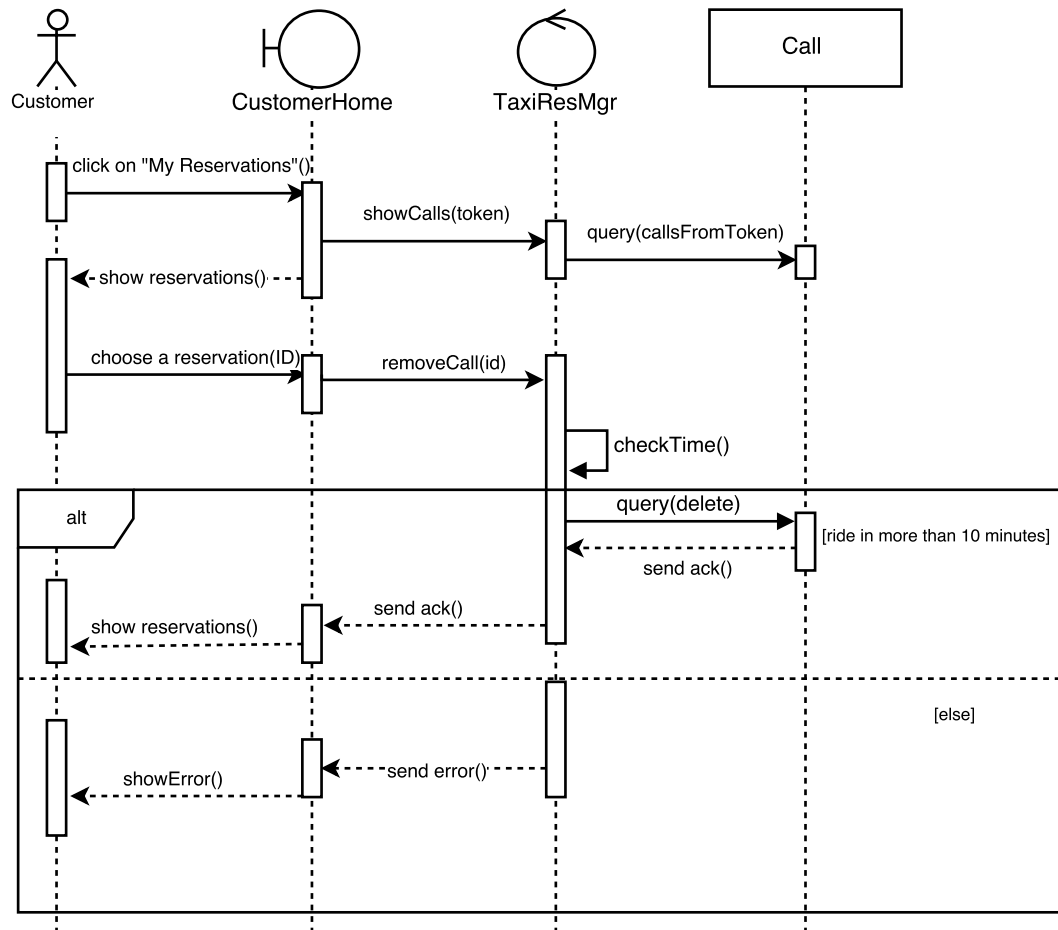 Call
Customer
CustomerHome
TaxiResMgr
click on "My Reservations"()
showCalls(token)
query(callsFromToken)
show reservations()
choose a reservation(ID)
removeCall(id)
checkTime()
alt
query(delete)
[ride in more than 10 minutes]
send ack()
send ack()
show reservations()
[else]
send error()
showError()